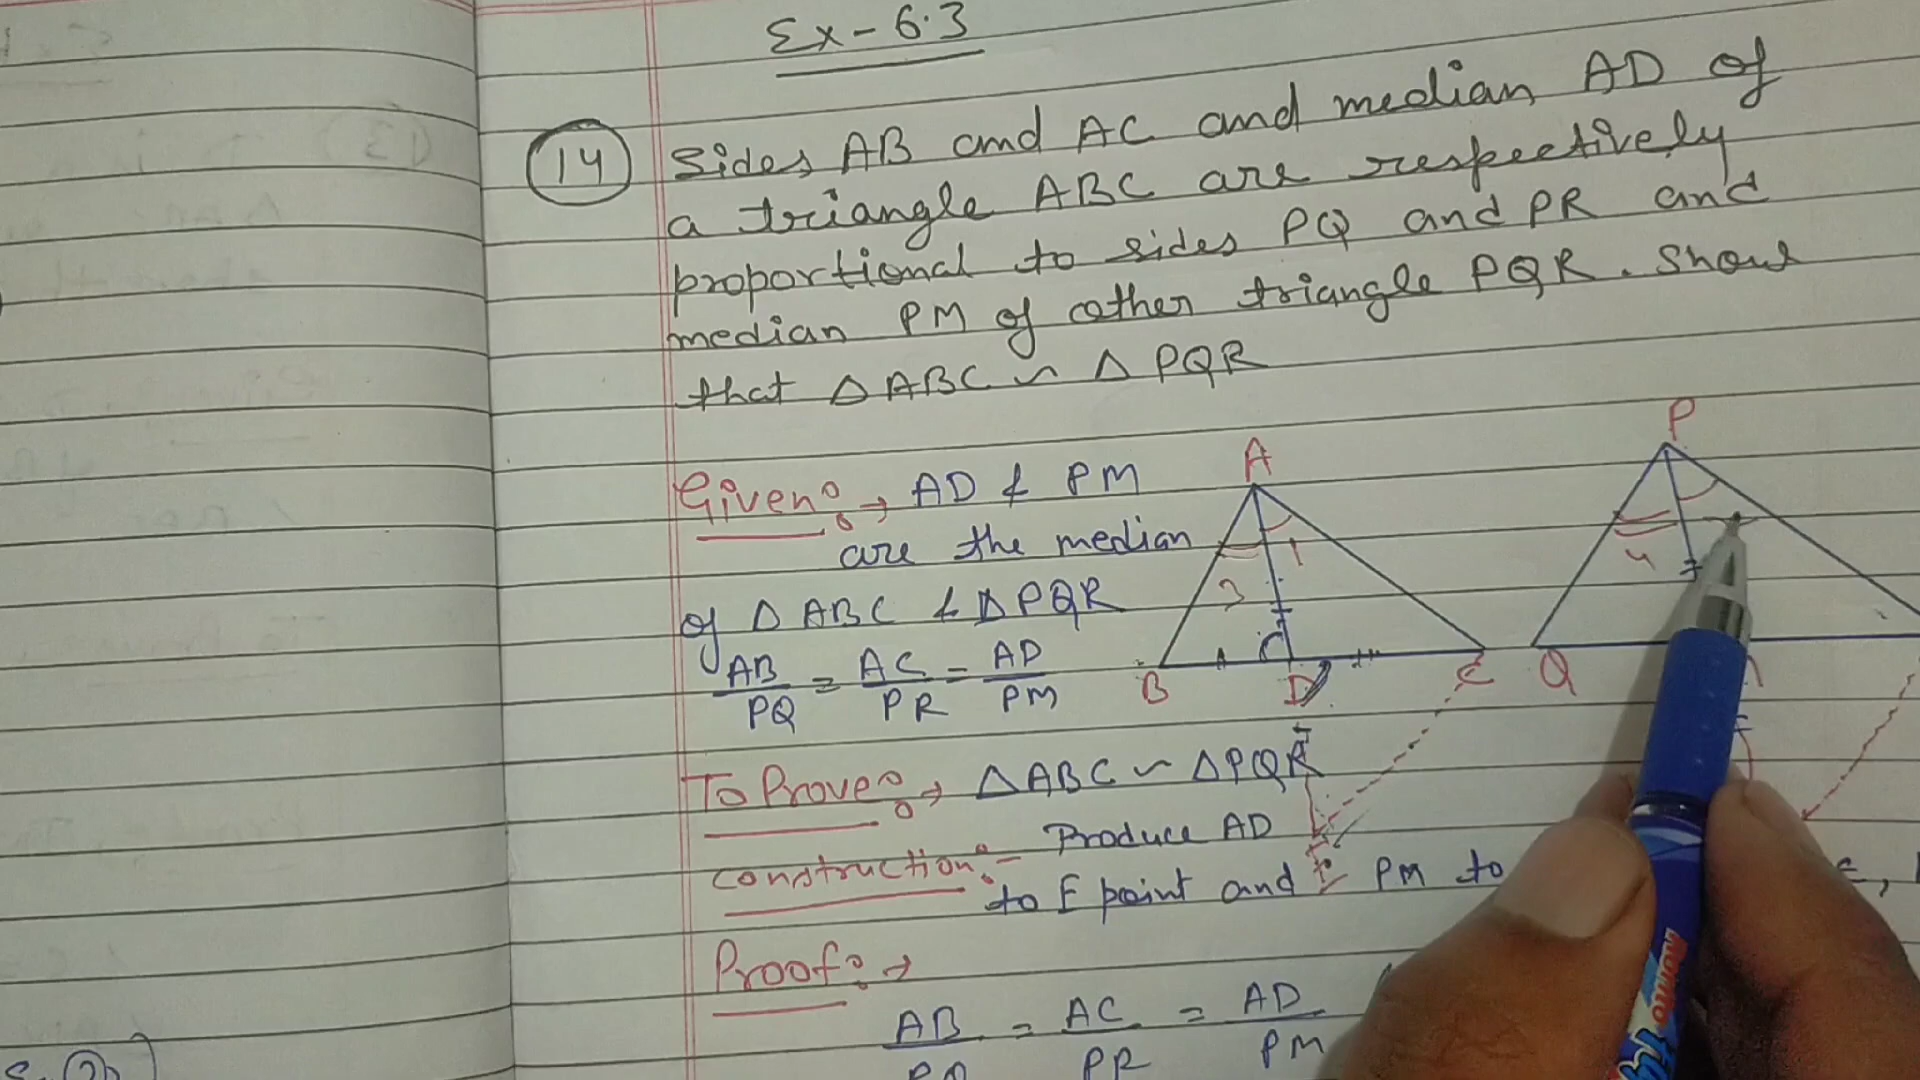 Ex-6.3
14 Sides AB and AC and median AD of
a triangle ABC are respectively
proportional to sides PQ and PR and
median PM of other triangle PQR. Show
that △ABC ~ △PQR
Given:→ AD & PM
are the median
of △ABC & △PQR
AB/PQ = AC/PR = AD/PM
A
1
3
B D C
P
4
Q
To Prove:→ △ABC ~ △PQR
Construction:- Produce AD
to E point and PM to
E
Proof:→
AB = AC/PR = AD/PM